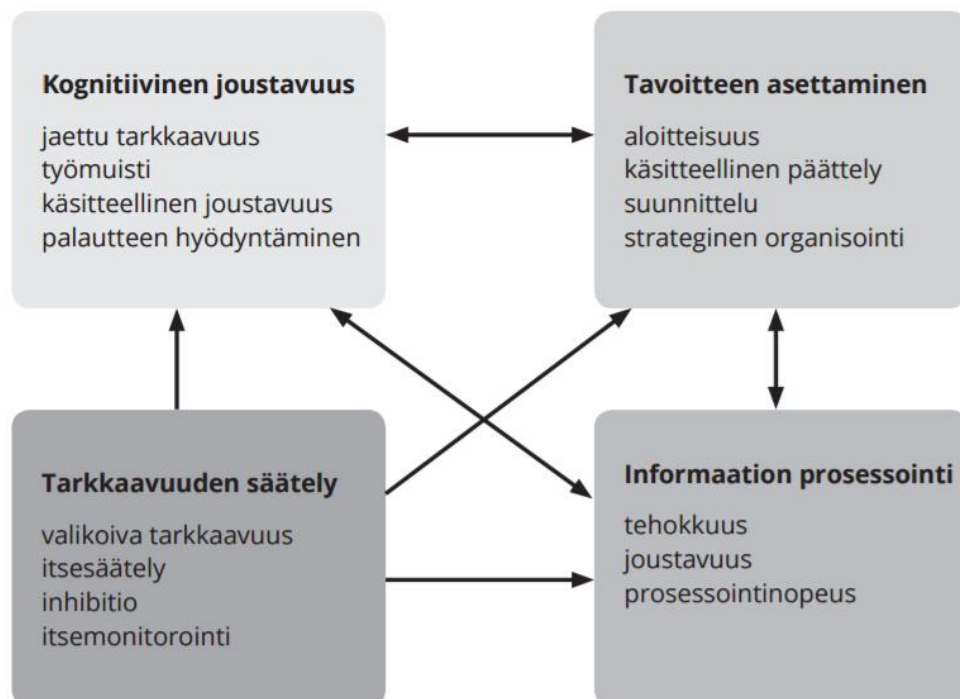 Kognitiivinen joustavuus
jaettu tarkkaavuus
työmuisti
käsitteellinen joustavuus
palautteen hyödyntäminen
Tavoitteen asettaminen
aloitteisuus
käsitteellinen päättely
suunnittelu
strateginen organisointi
Tarkkaavuuden säätely
valikoiva tarkkaavuus
itsesäätely
inhibitio
itsemonitorointi
Informaation prosessointi
tehokkuus
joustavuus
prosessointinopeus